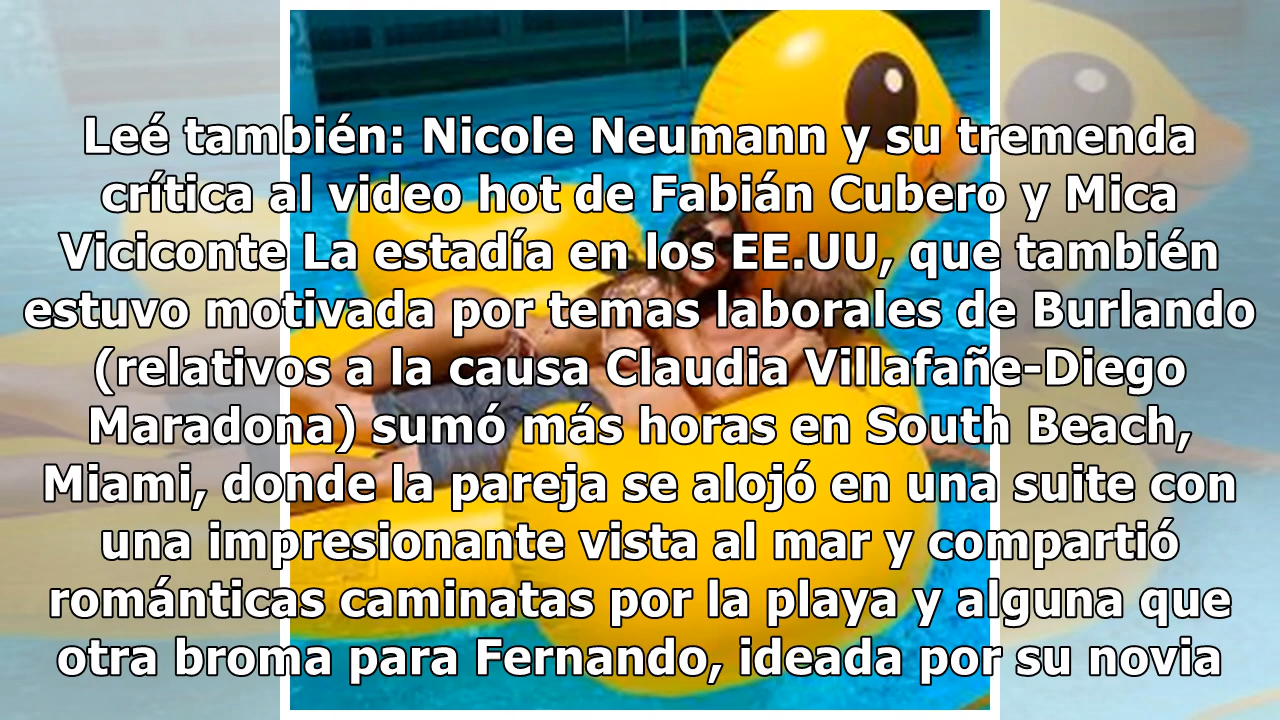 Leé también: Nicole Neumann y su tremenda
crítica al video hot de Fabián Cubero y Mica
Viciconte La estadía en los EE.UU, que también
estuvo motivada por temas laborales de Burlando
(relativos a la causa Claudia Villafañe-Diego
Maradona) sumó más horas en South Beach,
Miami, donde la pareja se alojó en una suite con
una impresionante vista al mar y compartió
románticas caminatas por la playa y alguna que
otra broma para Fernando, ideada por su novia